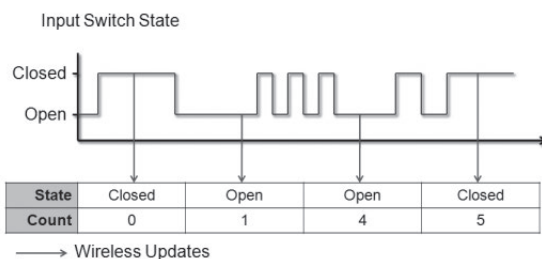 Input Switch State
Closed
Open
State Closed Open Open Closed
Count 0 1 4 5
Wireless Updates